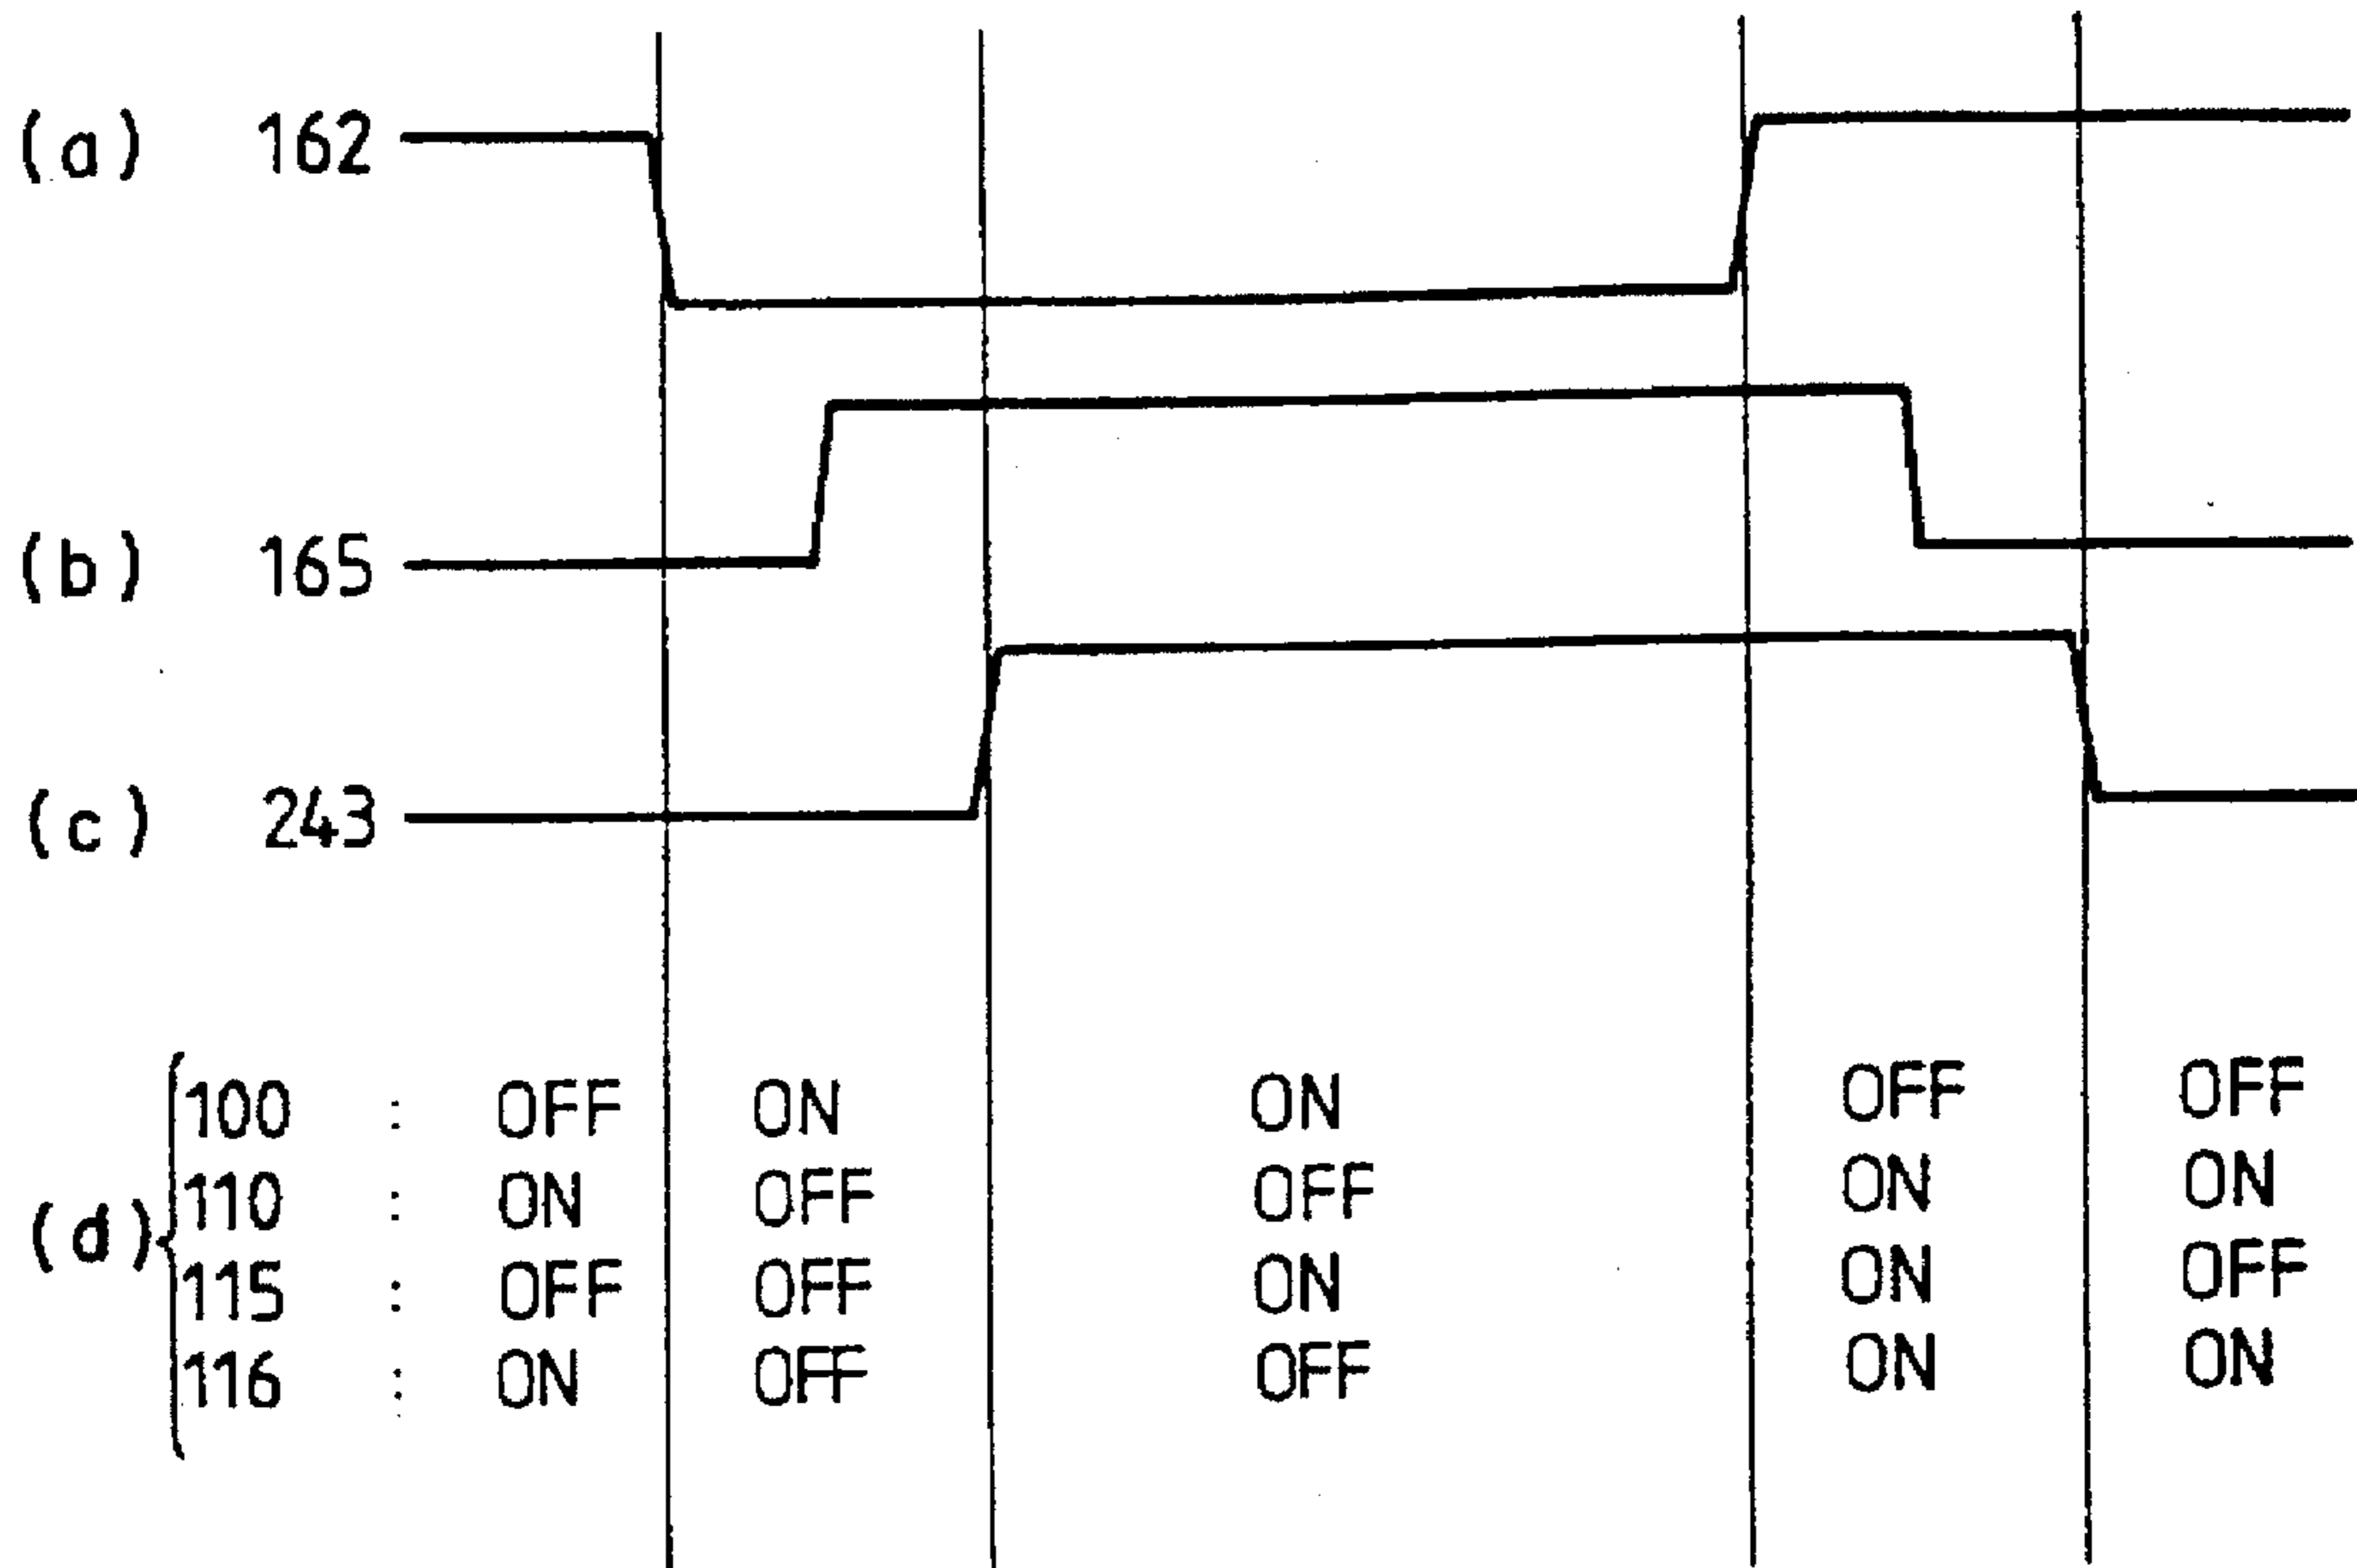 (a) 162
(b) 165
(c) 243
(d)
100 : OFF ON ON OFF OFF
110 : ON OFF OFF ON ON
115 : OFF OFF ON ON OFF
116 : ON OFF OFF ON ON